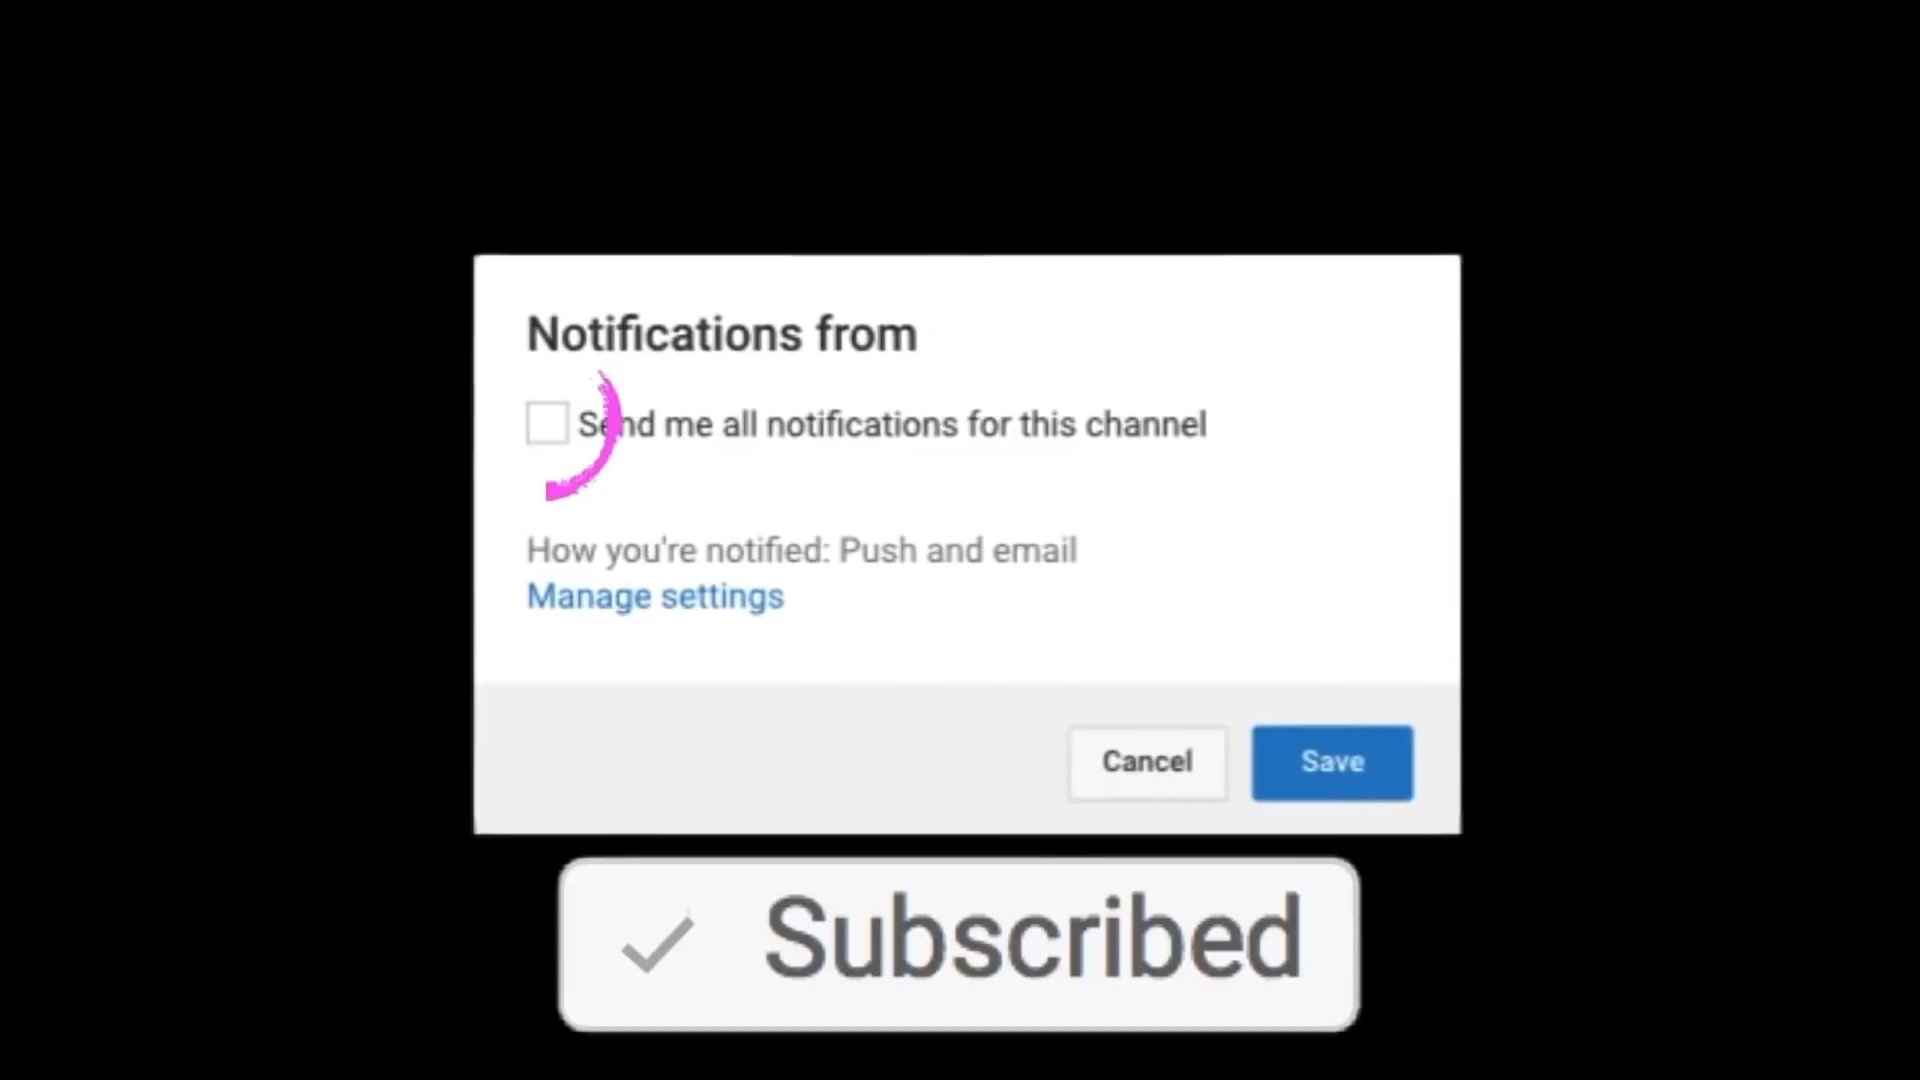 Notifications from
Send me all notifications for this channel
How you're notified: Push and email
Manage settings
Cancel
Save
Subscribed